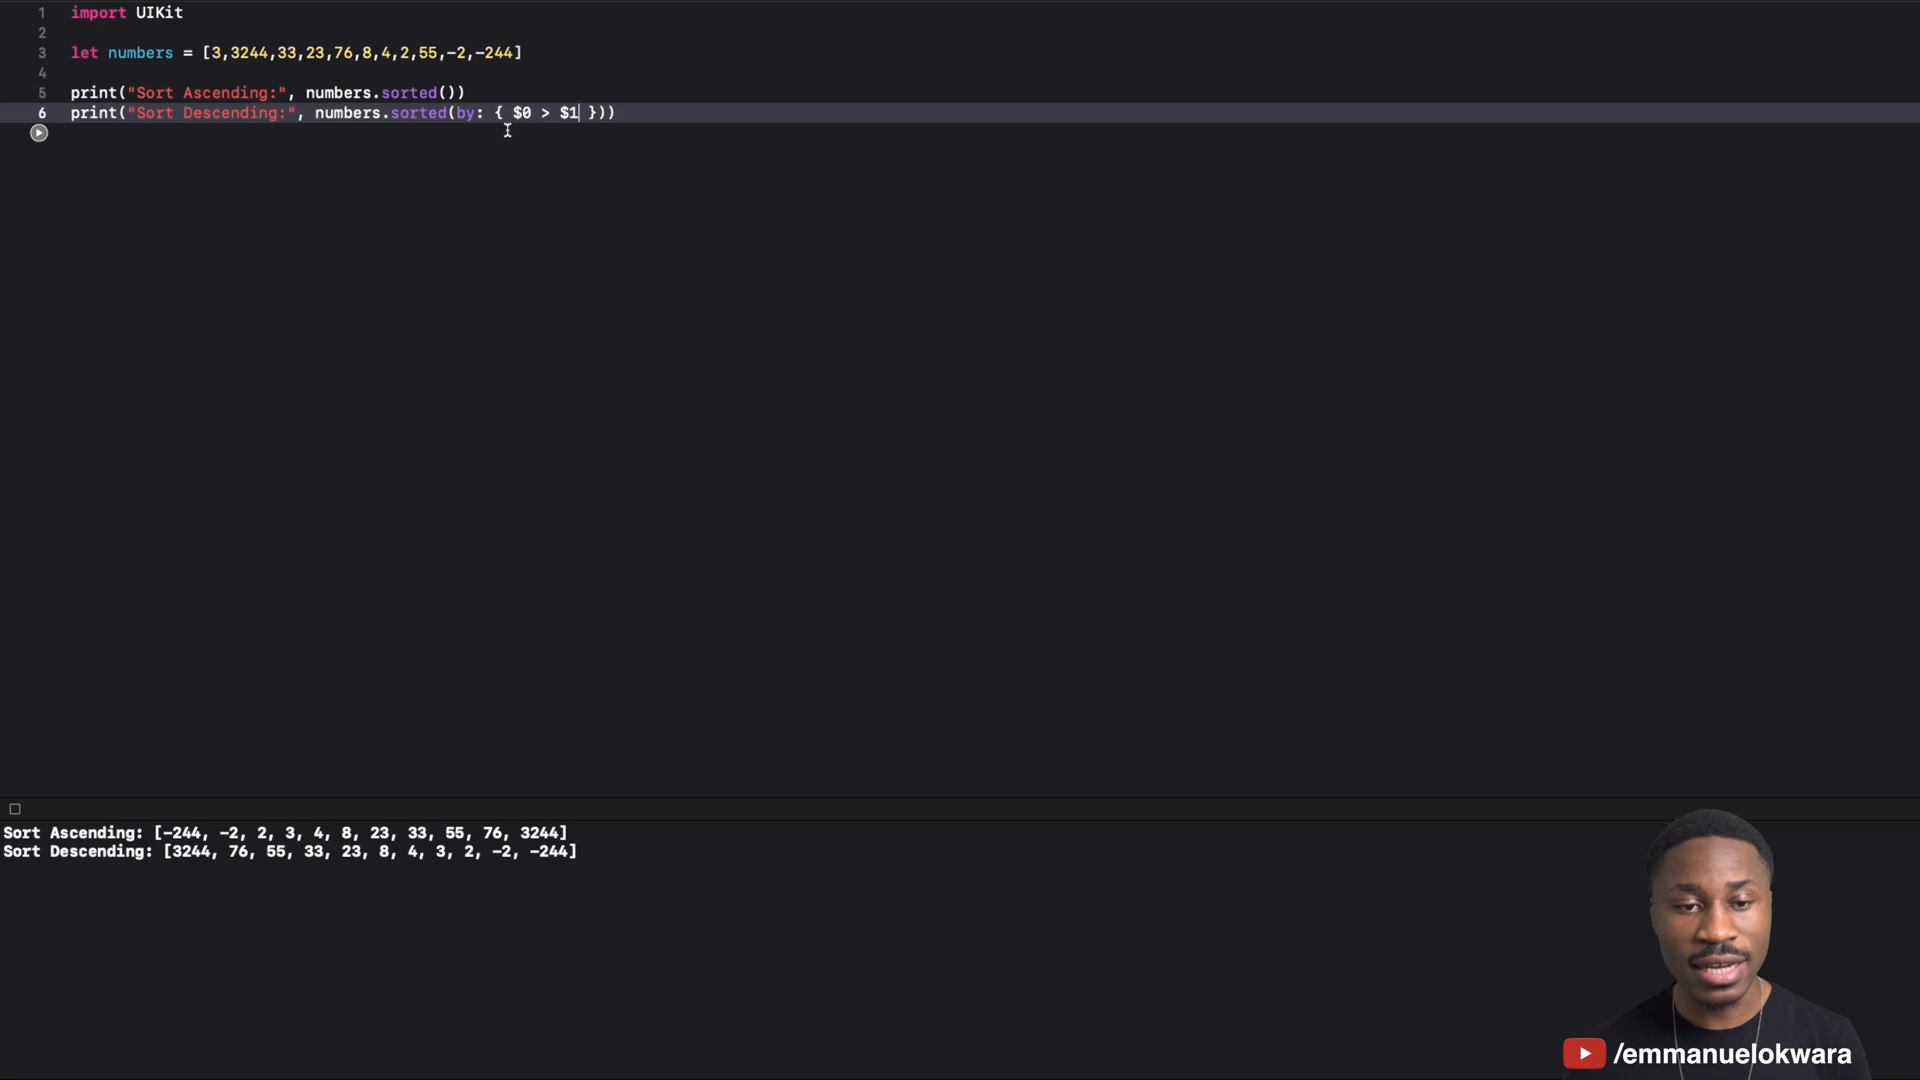 1 import UIKit
2
3 let numbers = [3,3244,33,23,76,8,4,2,55,-2,-244]
4
5 print("Sort Ascending:", numbers.sorted())
6 print("Sort Descending:", numbers.sorted(by: { $0 > $1 }))
Sort Ascending: [-244, -2, 2, 3, 4, 8, 23, 33, 55, 76, 3244]
Sort Descending: [3244, 76, 55, 33, 23, 8, 4, 3, 2, -2, -244]
/emmanuelokwara